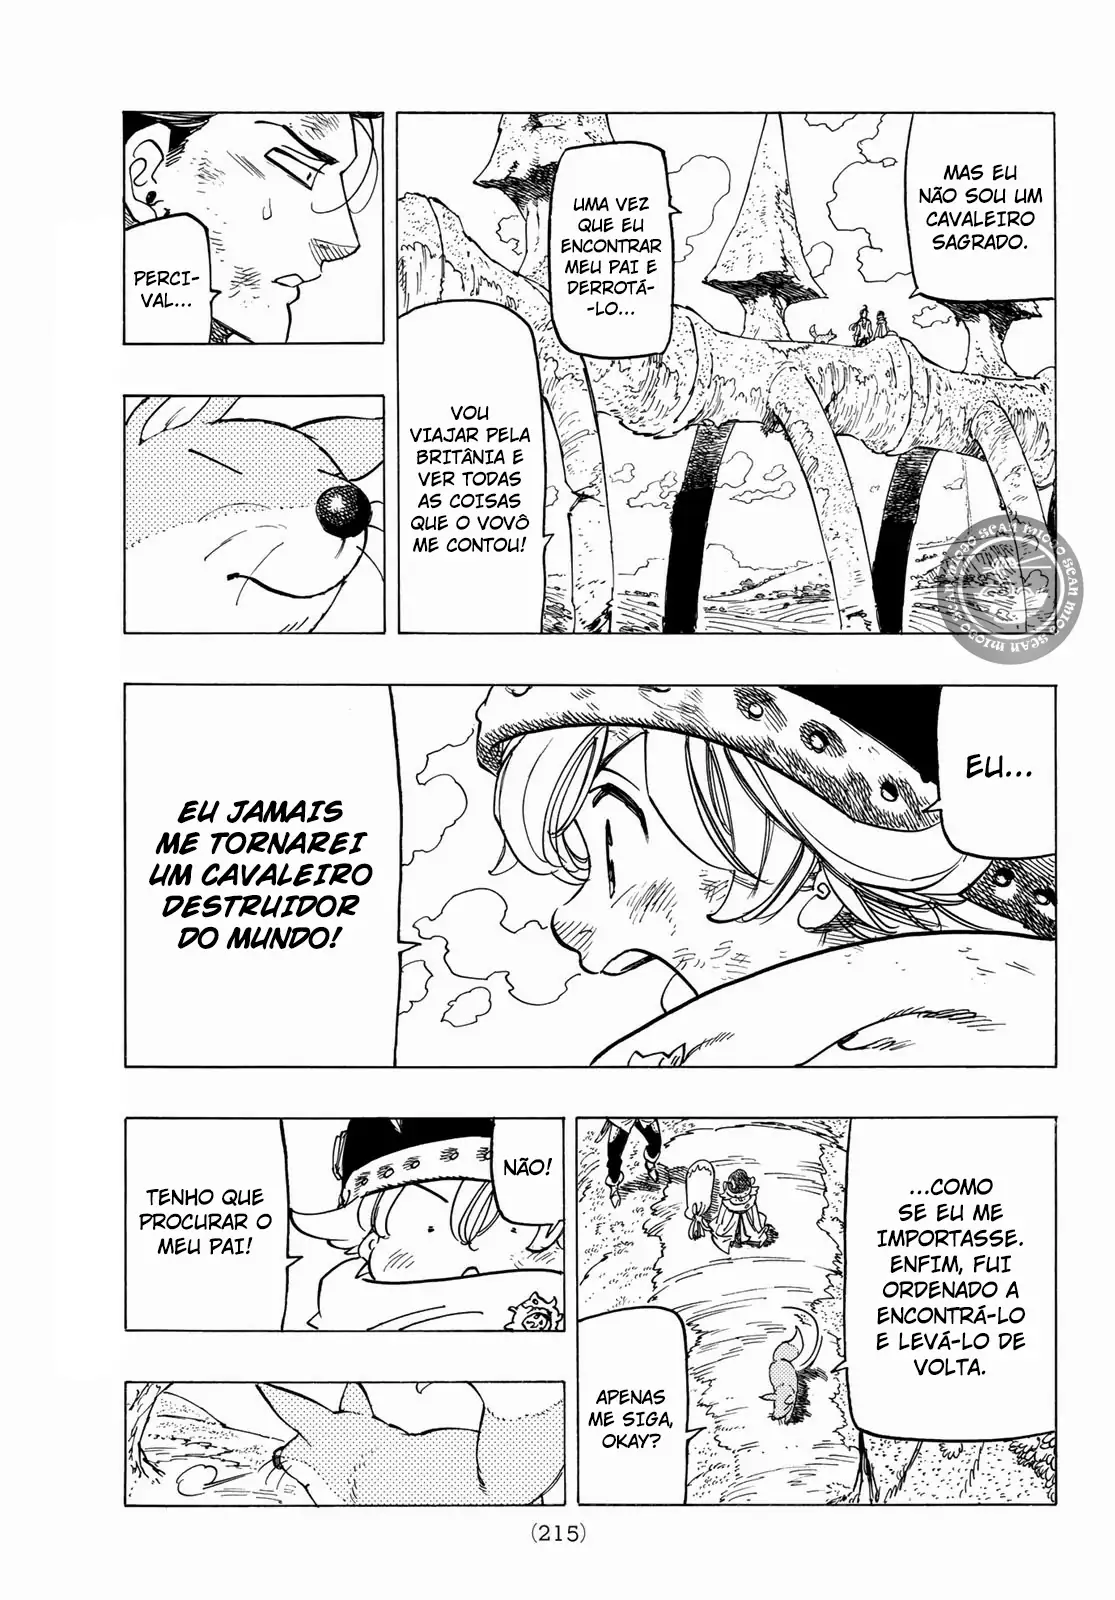 MAS EU
NÃO SOU UM
CAVALEIRO
SAGRADO.
UMA VEZ
QUE EU
ENCONTRAR
MEU PAI E
DERROTÁ-
-LO...
VOU
VIAJAR PELA
BRITÂNIA E
VER TODAS
AS COISAS
QUE O VOVÔ
ME CONTOU!
PERCI-
VAL...
EU...
EU JAMAIS
ME TORNAREI
UM CAVALEIRO
DESTRUIDOR
DO MUNDO!
...COMO
SE EU ME
IMPORTASSE.
ENFIM, FUI
ORDENADO A
ENCONTRÁ-LO
E LEVÁ-LO DE
VOLTA.
APENAS
ME SIGA,
OKAY?
NÃO!
TENHO QUE
PROCURAR O
MEU PAI!
(215)